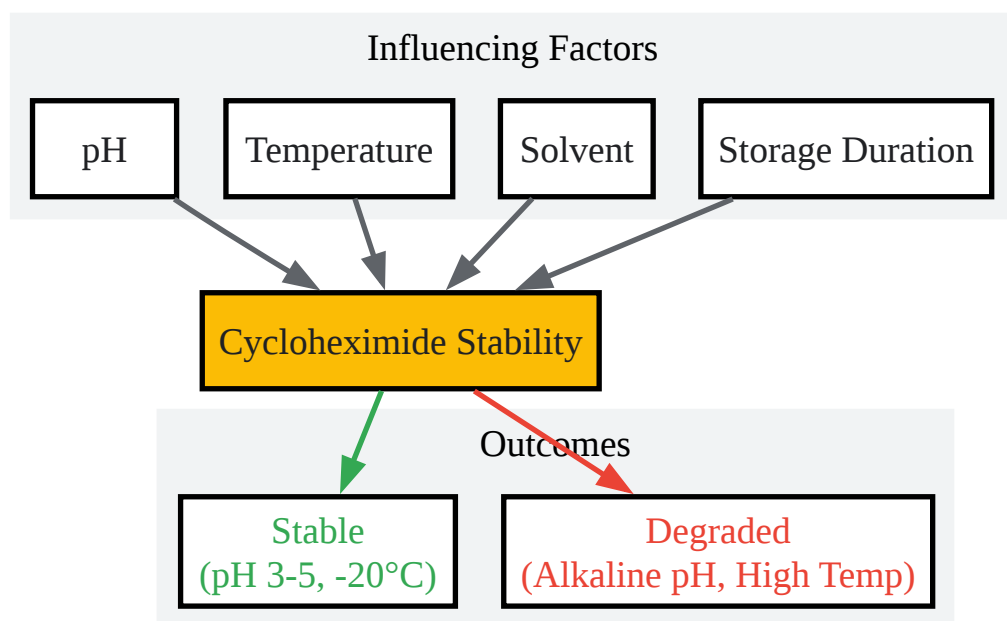 Influencing Factors
pH
Temperature
Solvent
Storage Duration
Cycloheximide Stability
Outcomes
Stable
(pH 3-5, -20°C)
Degraded
(Alkaline pH, High Temp)